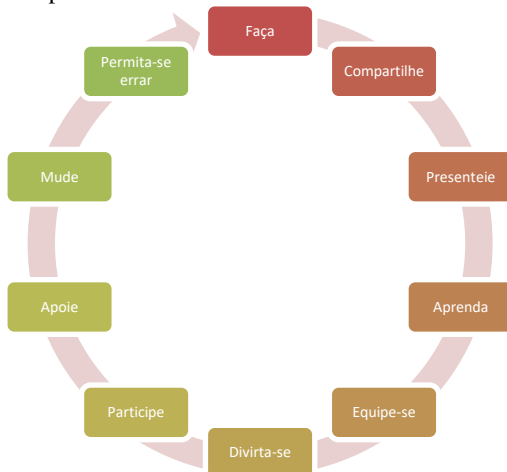 Faça
Compartilhe
Presenteie
Aprenda
Equipe-se
Divirta-se
Participe
Apoie
Mude
Permita-se
errar